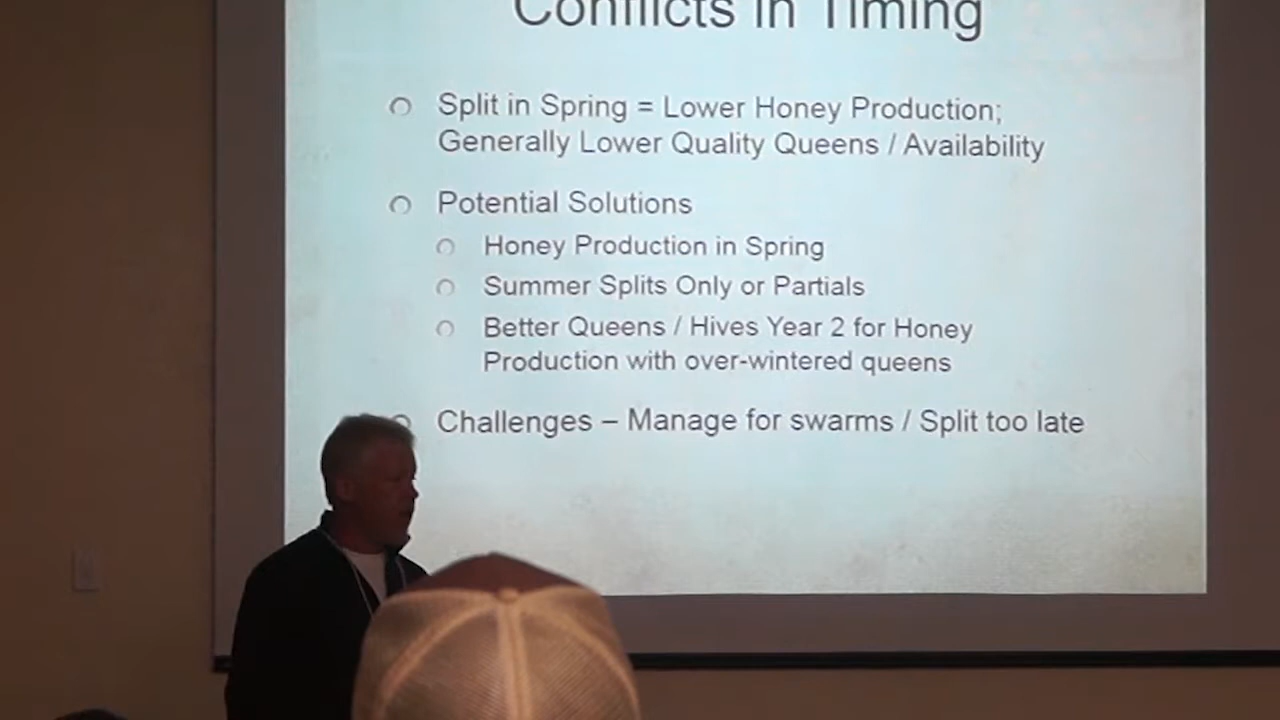 Conflicts in Timing
Split in Spring = Lower Honey Production;
Generally Lower Quality Queens / Availability
Potential Solutions
Honey Production in Spring
Summer Splits Only or Partials
Better Queens / Hives Year 2 for Honey
Production with over-wintered queens
Challenges – Manage for swarms / Split too late